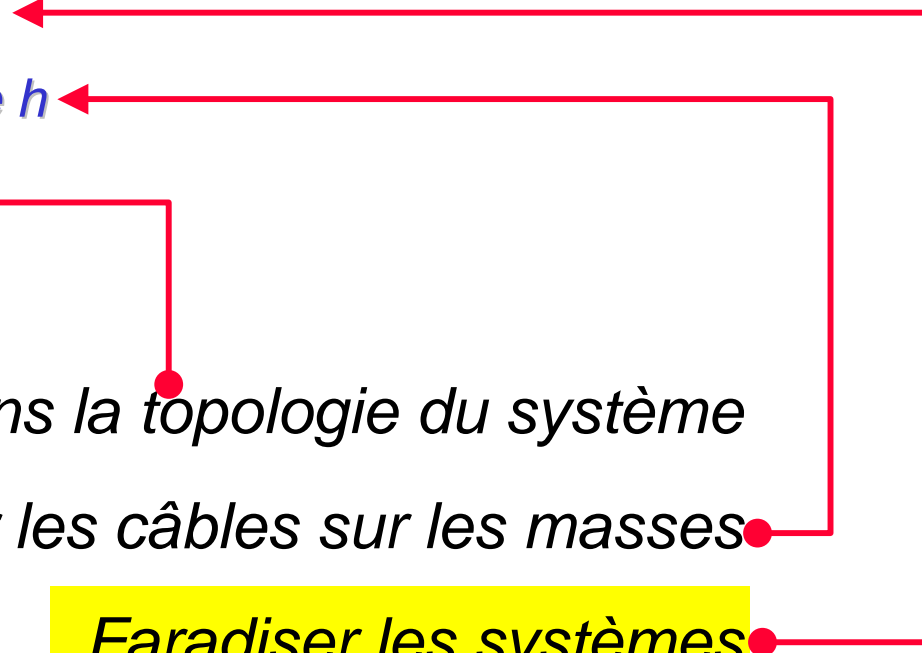 h
la topologie du système
les câbles sur les masses
Faradiser les systèmes